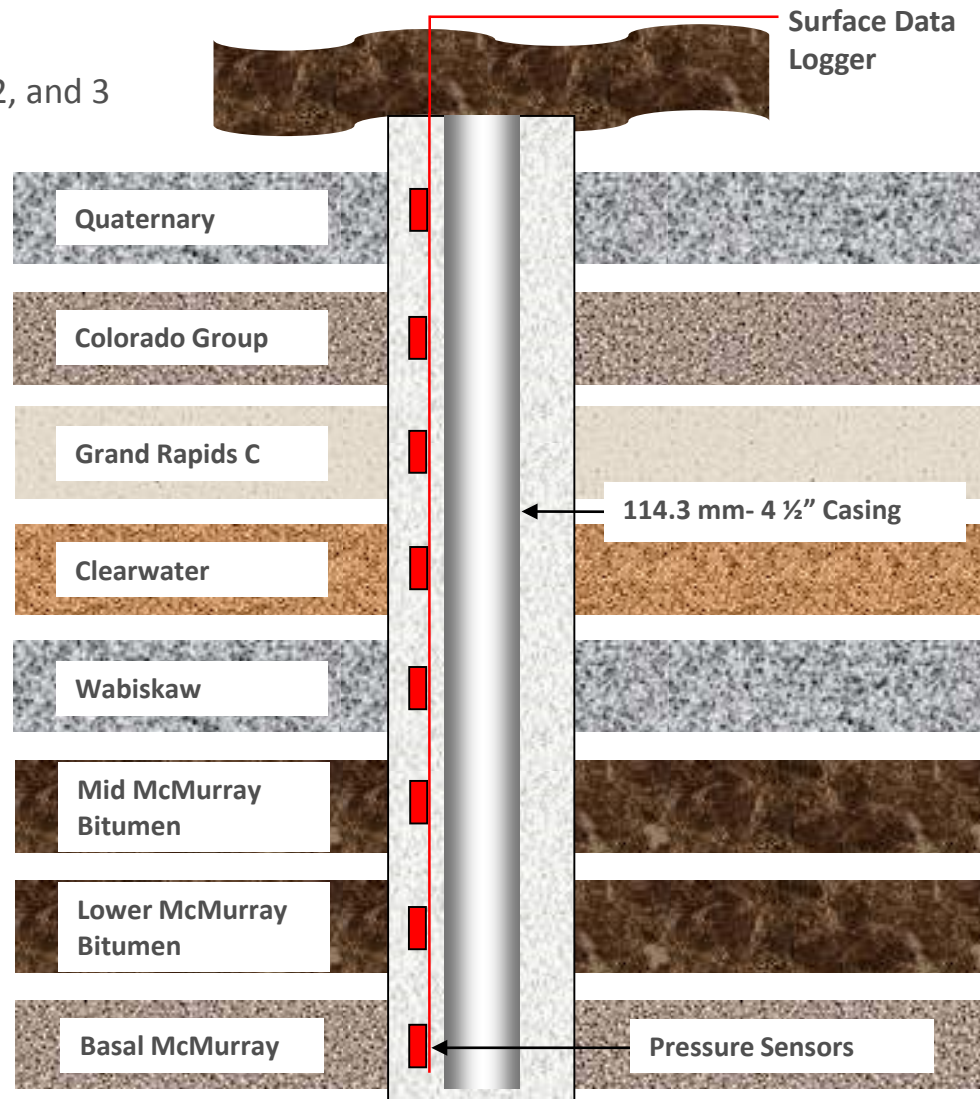 Surface Data
Logger
2, and 3
Quaternary
Colorado Group
Grand Rapids C
114.3 mm- 4 ½” Casing
Clearwater
Wabiskaw
Mid McMurray
Bitumen
Lower McMurray
Bitumen
Basal McMurray
Pressure Sensors